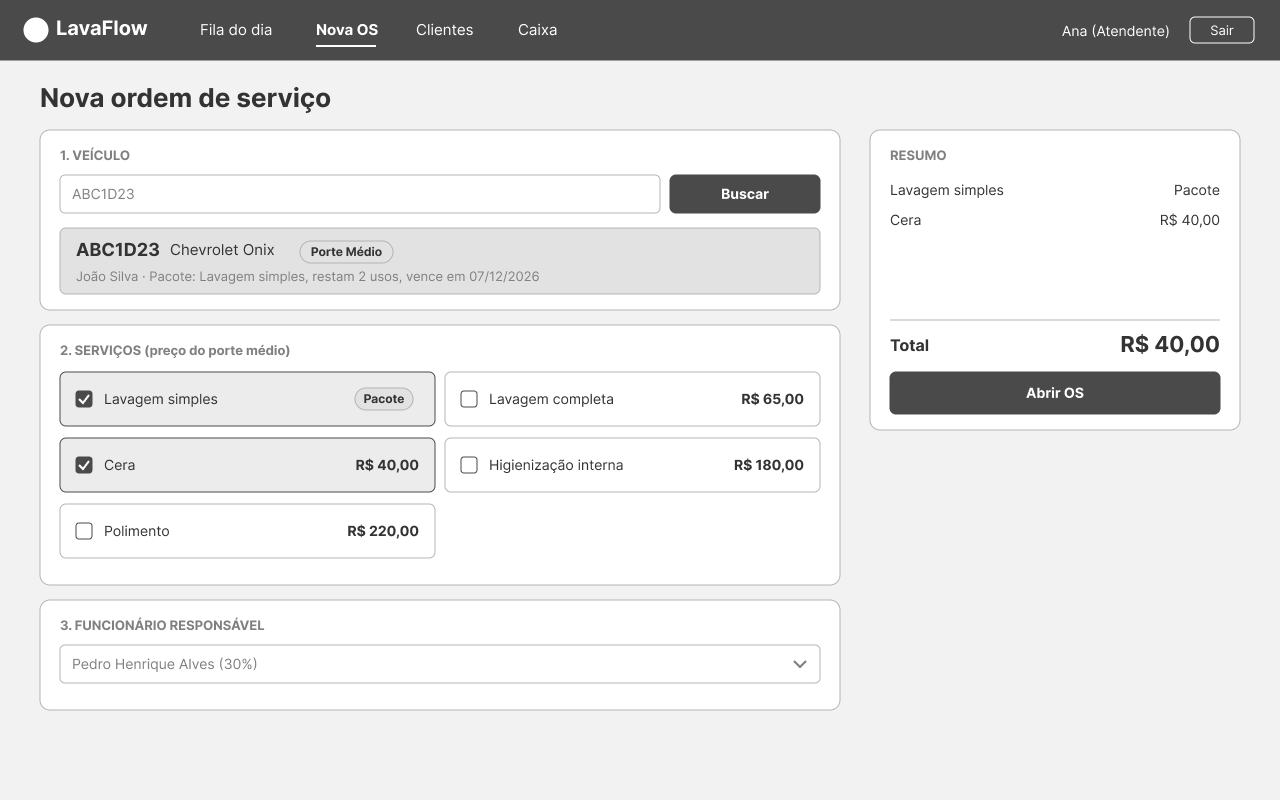 LavaFlow
Fila do dia
Nova OS
Clientes
Caixa
Ana (Atendente)
Sair
Nova ordem de serviço
1. VEÍCULO
ABC1D23
Buscar
ABC1D23 Chevrolet Onix Porte Médio
João Silva · Pacote: Lavagem simples, restam 2 usos, vence em 07/12/2026
2. SERVIÇOS (preço do porte médio)
Lavagem simples Pacote
Lavagem completa R$ 65,00
Cera R$ 40,00
Higienização interna R$ 180,00
Polimento R$ 220,00
3. FUNCIONÁRIO RESPONSÁVEL
Pedro Henrique Alves (30%)
RESUMO
Lavagem simples Pacote
Cera R$ 40,00
Total R$ 40,00
Abrir OS